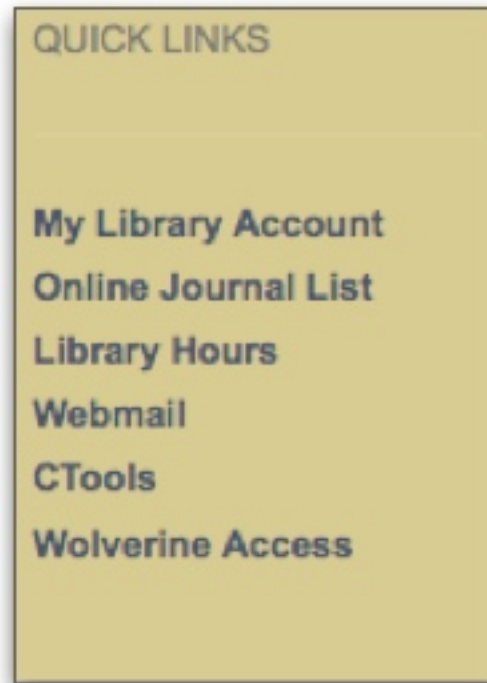 QUICK LINKS
My Library Account
Online Journal List
Library Hours
Webmail
CTools
Wolverine Access